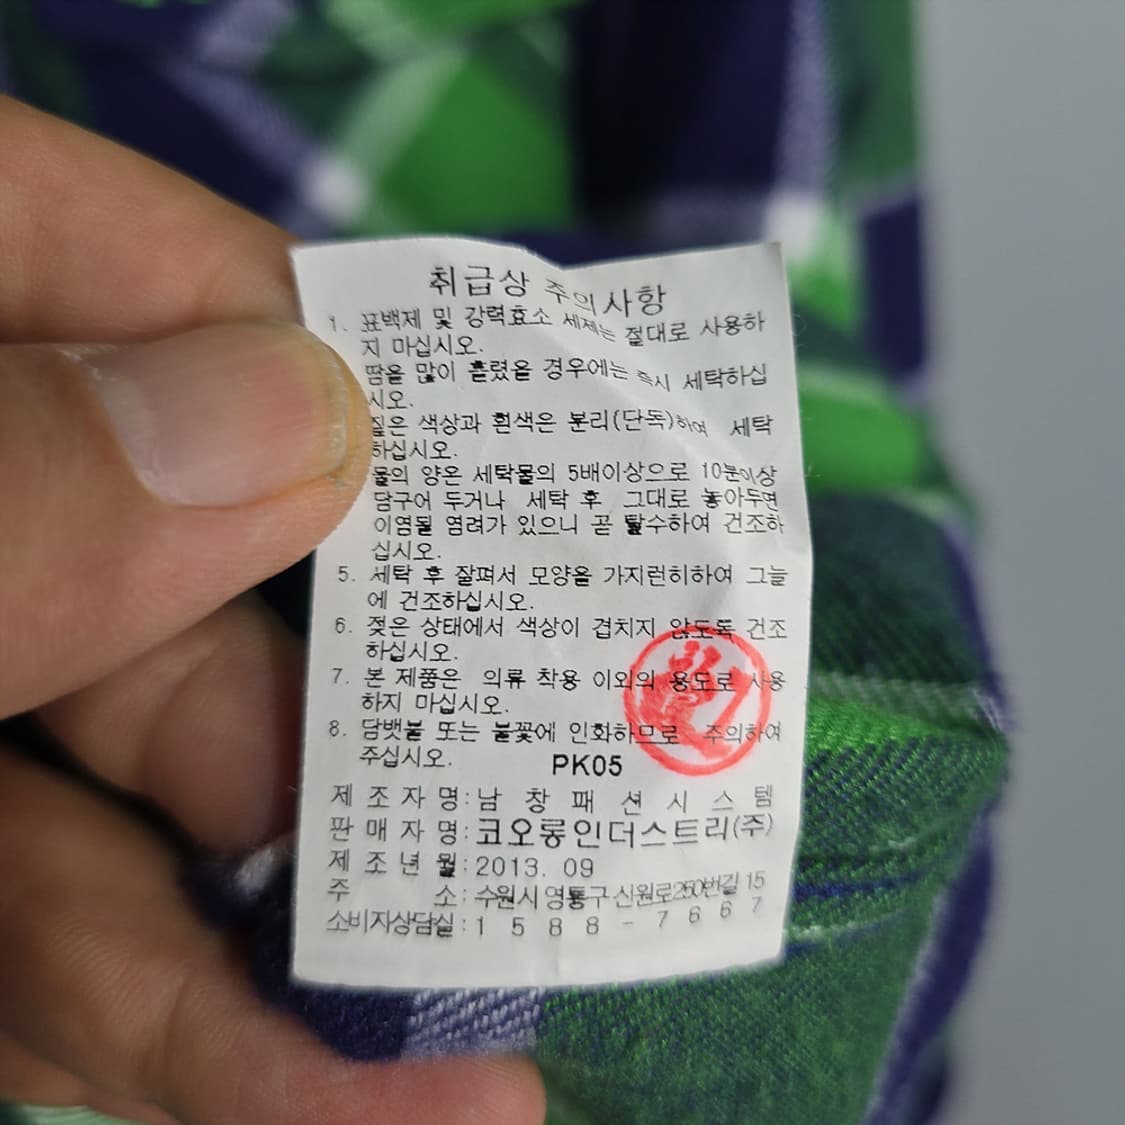 취급상 주의사항
1. 표백제 및 강력효소 세제는 절대로 사용하
지 마십시오.
땀을 많이 흘렸을 경우에는 즉시 세탁하십
시오.
짙은 색상과 흰색은 분리(단독)하여 세탁
하십시오.
물의 양은 세탁물의 5배이상으로 10분이상
담구어 두거나 세탁 후 그대로 놓아두면
이염될 염려가 있으니 곧 탈수하여 건조하
십시오.
5. 세탁 후 잘펴서 모양을 가지런히하여 그늘
에 건조하십시오.
6. 젖은 상태에서 색상이 겹치지 않도록 건조
하십시오.
7. 본 제품은 의류 착용 이외의 용도로 사용
하지 마십시오.
8. 담뱃불 또는 불꽃에 인화하므로 주의하여
주십시오.
PK05
제 조 자 명: 남 창 패 션 시 스 템
판 매 자 명: 코오롱인더스트리(주)
제 조 년 월: 2013. 09
주 소: 수원시 영통구 신원로250번길 15
소비자상담실: 1 5 8 8 - 7 6 6 7